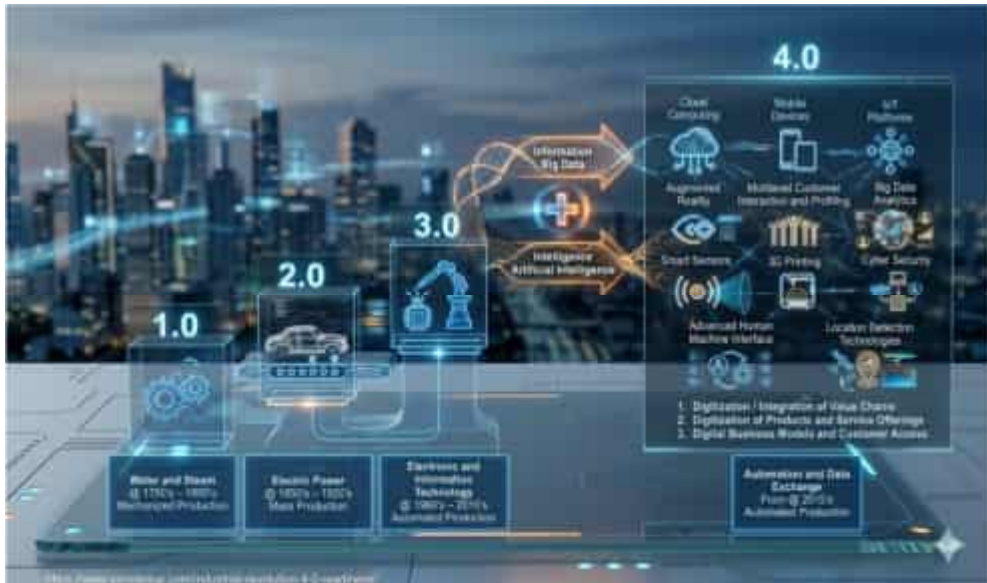 4.0
Cloud
Computing
Mobile
Devices
IoT
Platforms
Information
Big Data
Augmented
Reality
Multilevel Customer
Interaction and Profiling
Big Data
Analytics
3.0
Smart Sensors
3D Printing
Cyber Security
Intelligence
Artificial Intelligence
2.0
1.0
Advanced Human
Machine Interface
Location Detection
Technologies
1. Digitization / Integration of Value Chains
2. Digitization of Products and Service Offerings
3. Digital Business Models and Customer Access
Water and Steam
Mechanized Production
Electric Power
Mass Production
Electronic and
Information
Technology
Automated Production
Automation and Data
Exchange
From @ 2010's
Automated Production